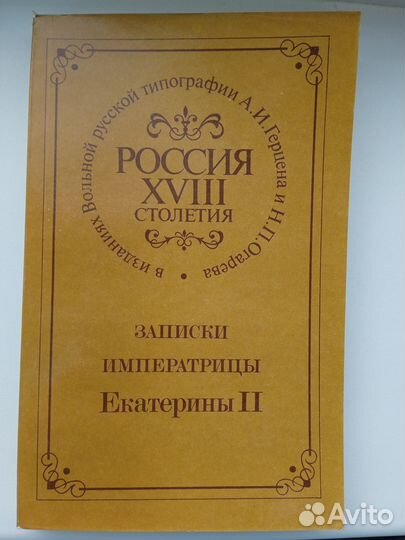 в изданиях Вольной русской типографии А.И.Герцена и Н.П.Огарева •
РОССИЯ
XVIII
СТОЛЕТИЯ
ЗАПИСКИ
ИМПЕРАТРИЦЫ
Екатерины II
Avito